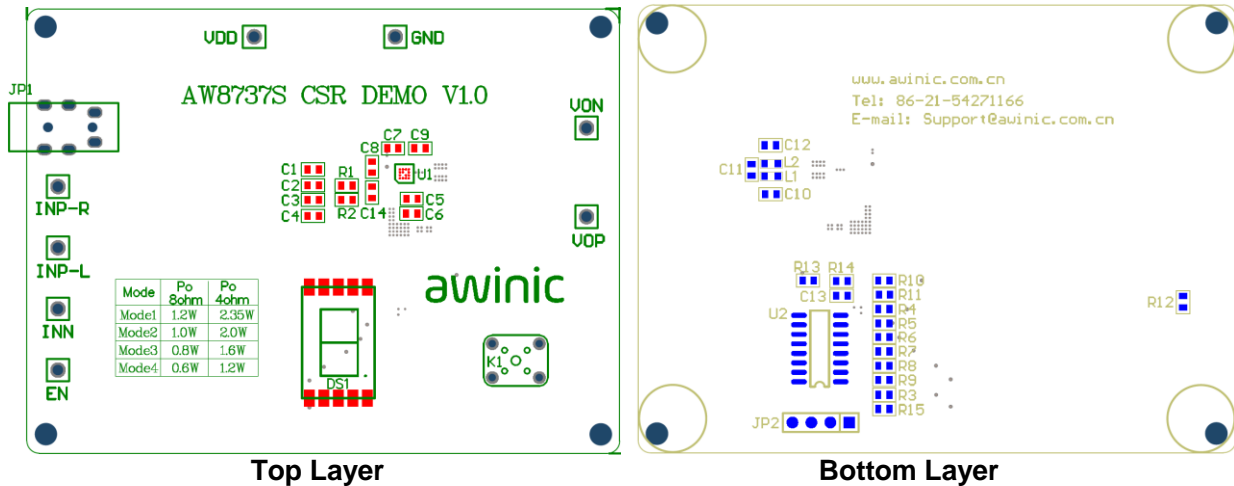 VDD
GND
JP1
AW8737S CSR DEMO V1.0
VON
C7 C9
C8
C1
R1
U1
C2
C3
C5
C4
R2
C14
C6
INP-R
VOP
INP-L
awinic
Mode Po 8ohm Po 4ohm
Mode1 1.2W 2.35W
Mode2 1.0W 2.0W
Mode3 0.8W 1.6W
Mode4 0.6W 1.2W
INN
EN
K1
DS1
Top Layer
www.awinic.com.cn
Tel: 86-21-54271166
E-mail: Support@awinic.com.cn
C12
C11
L2
L1
C10
R13 R14
C13
U2
R10
R11
R4
R5
R6
R7
R8
R9
R3
R15
R12
JP2
Bottom Layer